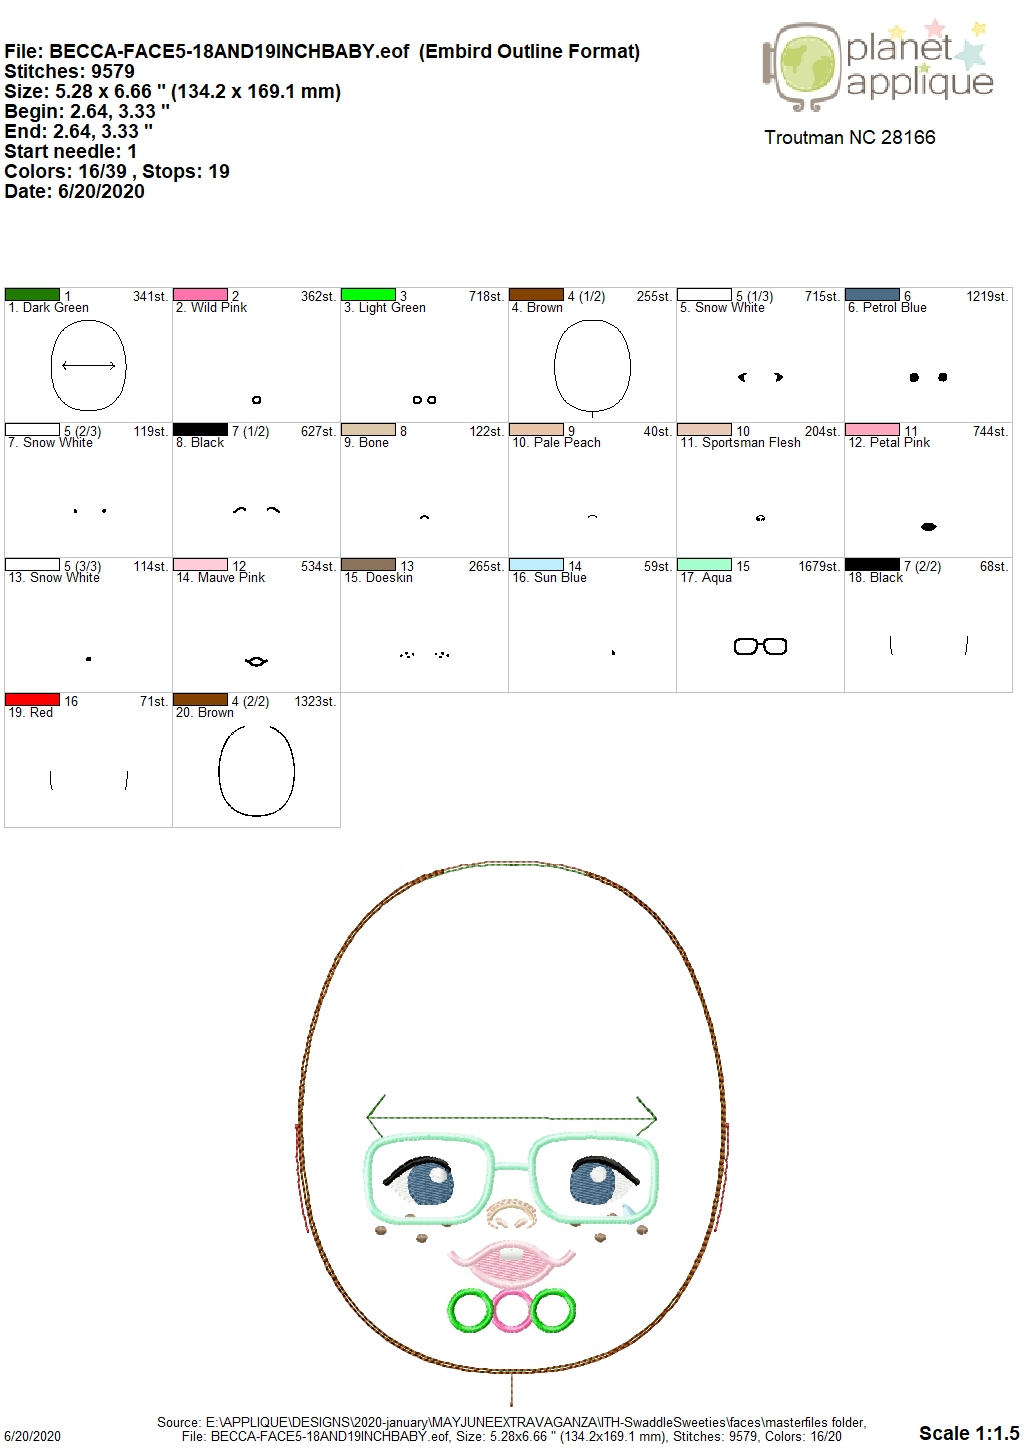 File: BECCA-FACE5-18AND19INCHBABY.eof  (Embird Outline Format)
Stitches: 9579
Size: 5.28 x 6.66 " (134.2 x 169.1 mm)
Begin: 2.64, 3.33 "
End: 2.64, 3.33 "
Start needle: 1
Colors: 16/39 , Stops: 19
Date: 6/20/2020
planet
applique
Troutman NC 28166
1 341st. 2 362st. 3 718st. 4 (1/2) 255st. 5 (1/3) 715st. 6 1219st.
1. Dark Green 2. Wild Pink 3. Light Green 4. Brown 5. Snow White 6. Petrol Blue
5 (2/3) 119st. 7 (1/2) 627st. 8 122st. 9 40st. 10 204st. 11 744st.
7. Snow White 8. Black 9. Bone 10. Pale Peach 11. Sportsman Flesh 12. Petal Pink
5 (3/3) 114st. 12 534st. 13 265st. 14 59st. 15 1679st. 7 (2/2) 68st.
13. Snow White 14. Mauve Pink 15. Doeskin 16. Sun Blue 17. Aqua 18. Black
16 71st. 4 (2/2) 1323st.
19. Red 20. Brown
Source: E:\APPLIQUE\DESIGNS\2020-january\MAYJUNEEXTRAVAGANZA\ITH-SwaddleSweeties\faces\masterfiles folder,
6/20/2020 File: BECCA-FACE5-18AND19INCHBABY.eof, Size: 5.28x6.66 " (134.2x169.1 mm), Stitches: 9579, Colors: 16/20 Scale 1:1.5